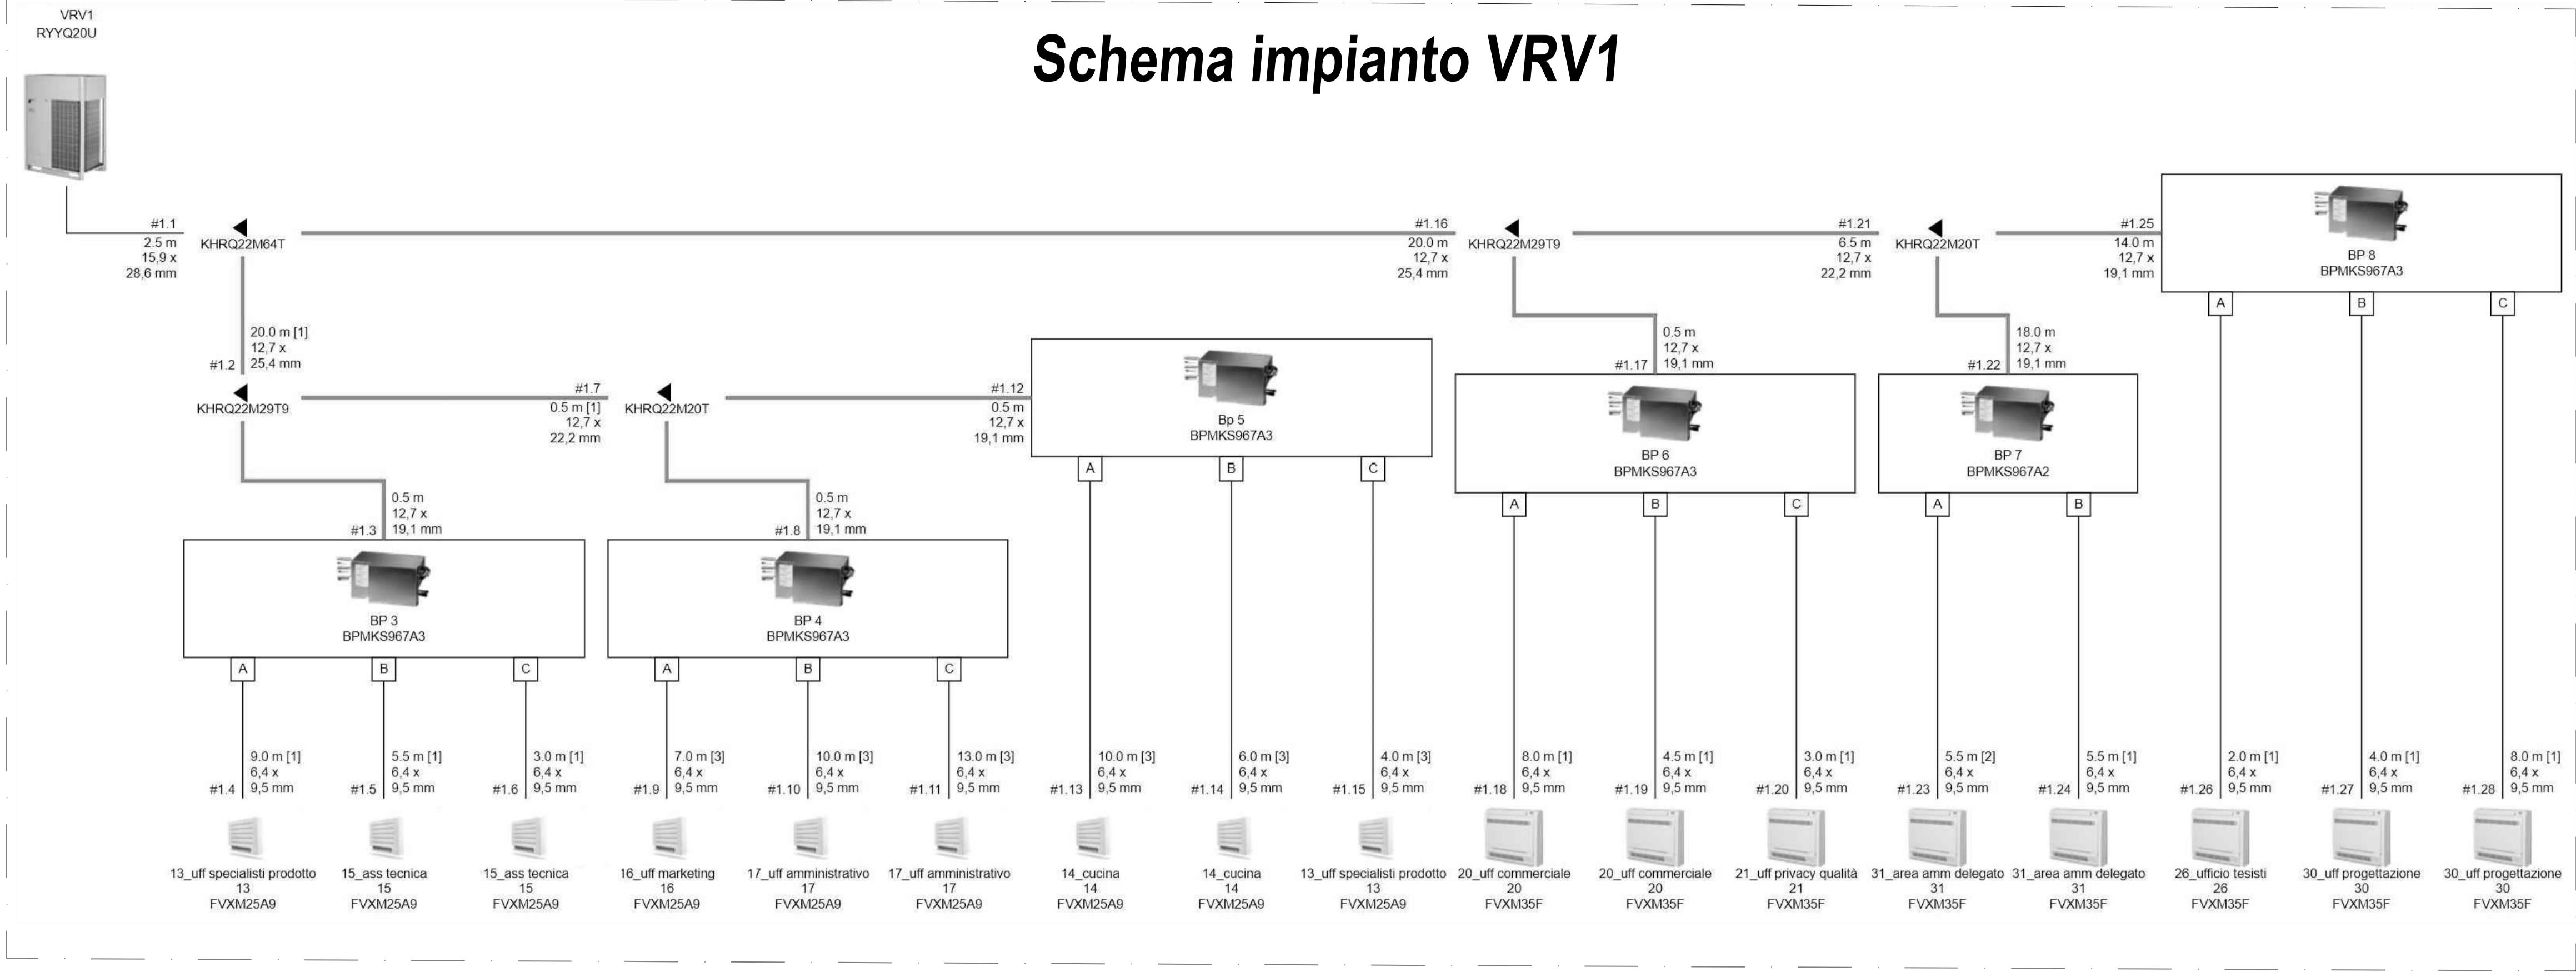 VRV1
RYYQ20U
Schema impianto VRV1
#1.1
2.5 m
15,9 x
28,6 mm
KHRQ22M64T
#1.16
20.0 m
12,7 x
25,4 mm
KHRQ22M29T9
#1.21
6.5 m
12,7 x
22,2 mm
KHRQ22M20T
#1.25
14.0 m
12,7 x
19,1 mm
BP 8
BPMKS967A3
A
B
C
#1.2
20.0 m [1]
12,7 x
25,4 mm
KHRQ22M29T9
#1.7
0.5 m [1]
12,7 x
22,2 mm
KHRQ22M20T
#1.12
0.5 m
12,7 x
19,1 mm
Bp 5
BPMKS967A3
A
B
C
#1.17
0.5 m
12,7 x
19,1 mm
BP 6
BPMKS967A3
A
B
C
#1.22
18.0 m
12,7 x
19,1 mm
BP 7
BPMKS967A2
A
B
#1.3
0.5 m
12,7 x
19,1 mm
BP 3
BPMKS967A3
A
B
C
#1.8
0.5 m
12,7 x
19,1 mm
BP 4
BPMKS967A3
A
B
C
#1.4
9.0 m [1]
6,4 x
9,5 mm
13_uff specialisti prodotto
13
FVXM25A9
#1.5
5.5 m [1]
6,4 x
9,5 mm
15_ass tecnica
15
FVXM25A9
#1.6
3.0 m [1]
6,4 x
9,5 mm
15_ass tecnica
15
FVXM25A9
#1.9
7.0 m [3]
6,4 x
9,5 mm
16_uff marketing
16
FVXM25A9
#1.10
10.0 m [3]
6,4 x
9,5 mm
17_uff amministrativo
17
FVXM25A9
#1.11
13.0 m [3]
6,4 x
9,5 mm
17_uff amministrativo
17
FVXM25A9
#1.13
10.0 m [3]
6,4 x
9,5 mm
14_cucina
14
FVXM25A9
#1.14
6.0 m [3]
6,4 x
9,5 mm
14_cucina
14
FVXM25A9
#1.15
4.0 m [3]
6,4 x
9,5 mm
13_uff specialisti prodotto
13
FVXM25A9
#1.18
8.0 m [1]
6,4 x
9,5 mm
20_uff commerciale
20
FVXM35F
#1.19
4.5 m [1]
6,4 x
9,5 mm
20_uff commerciale
20
FVXM35F
#1.20
3.0 m [1]
6,4 x
9,5 mm
21_uff privacy qualità
21
FVXM35F
#1.23
5.5 m [2]
6,4 x
9,5 mm
31_area amm delegato
31
FVXM35F
#1.24
5.5 m [1]
6,4 x
9,5 mm
31_area amm delegato
31
FVXM35F
#1.26
2.0 m [1]
6,4 x
9,5 mm
26_ufficio tesisti
26
FVXM35F
#1.27
4.0 m [1]
6,4 x
9,5 mm
30_uff progettazione
30
FVXM35F
#1.28
8.0 m [1]
6,4 x
9,5 mm
30_uff progettazione
30
FVXM35F